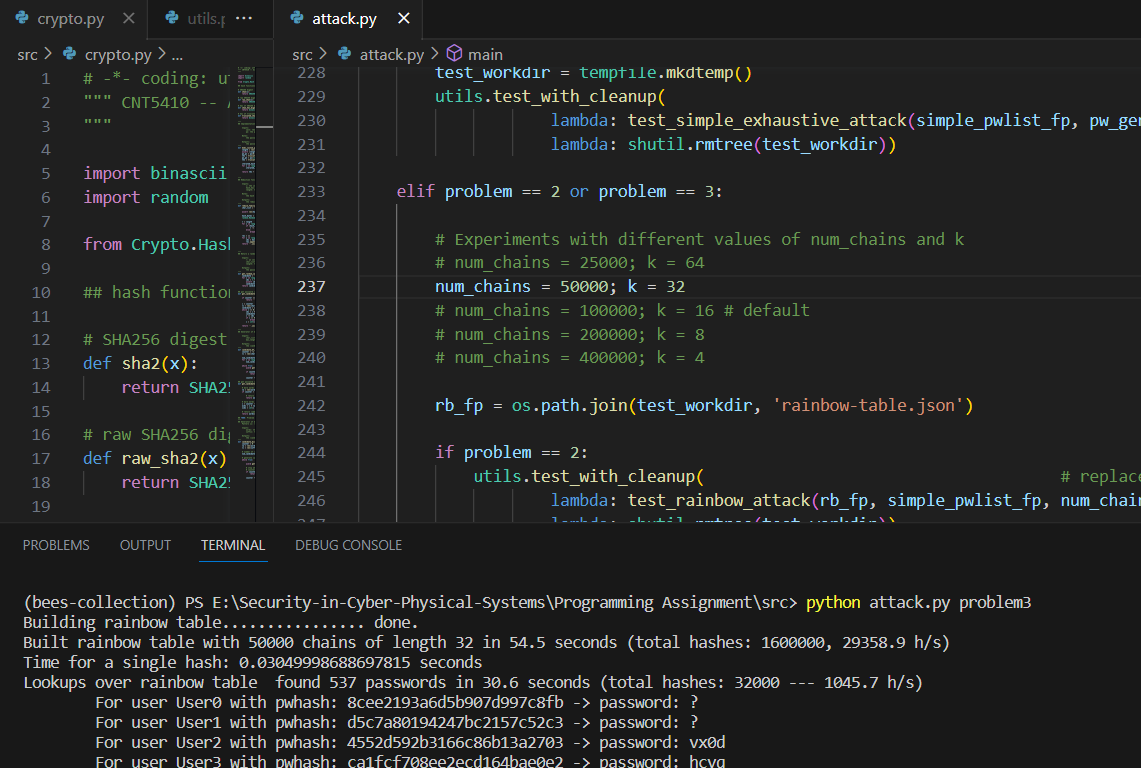 crypto.py
utils.p
attack.py
src > crypto.py > ...
src > attack.py > main
1 # -*- coding: u
2 """ CNT5410 --
3 """
4
5 import binascii
6 import random
7
8 from Crypto.Has
9
10 ## hash function
11
12 # SHA256 digest
13 def sha2(x):
14 return SHA2
15
16 # raw SHA256 dig
17 def raw_sha2(x)
18 return SHA2
19
228 test_workdir = tempfile.mkdtemp()
229 utils.test_with_cleanup(
230 lambda: test_simple_exhaustive_attack(simple_pwlist_fp, pw_ge
231 lambda: shutil.rmtree(test_workdir))
232
233 elif problem == 2 or problem == 3:
234
235 # Experiments with different values of num_chains and k
236 # num_chains = 25000; k = 64
237 num_chains = 50000; k = 32
238 # num_chains = 100000; k = 16 # default
239 # num_chains = 200000; k = 8
240 # num_chains = 400000; k = 4
241
242 rb_fp = os.path.join(test_workdir, 'rainbow-table.json')
243
244 if problem == 2:
245 utils.test_with_cleanup( # replac
246 lambda: test_rainbow_attack(rb_fp, simple_pwlist_fp, num_chai
247 lambda: shutil.rmtree(test_workdir))
PROBLEMS OUTPUT TERMINAL DEBUG CONSOLE
(bees-collection) PS E:\Security-in-Cyber-Physical-Systems\Programming Assignment\src> python attack.py problem3
Building rainbow table................ done.
Built rainbow table with 50000 chains of length 32 in 54.5 seconds (total hashes: 1600000, 29358.9 h/s)
Time for a single hash: 0.03049998688697815 seconds
Lookups over rainbow table  found 537 passwords in 30.6 seconds (total hashes: 32000 --- 1045.7 h/s)
For user User0 with pwhash: 8cee2193a6d5b907d997c8fb -> password: ?
For user User1 with pwhash: d5c7a80194247bc2157c52c3 -> password: ?
For user User2 with pwhash: 4552d592b3166c86b13a2703 -> password: vx0d
For user User3 with pwhash: ca1fcf708ee2ecd164bae0e2 -> password: hcyq